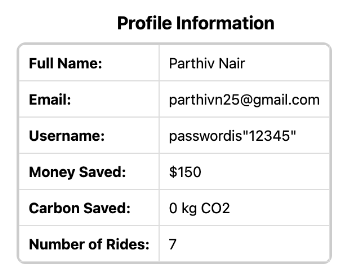 Profile Information
Full Name: Parthiv Nair
Email: parthivn25@gmail.com
Username: passwordis"12345"
Money Saved: $150
Carbon Saved: 0 kg CO2
Number of Rides: 7